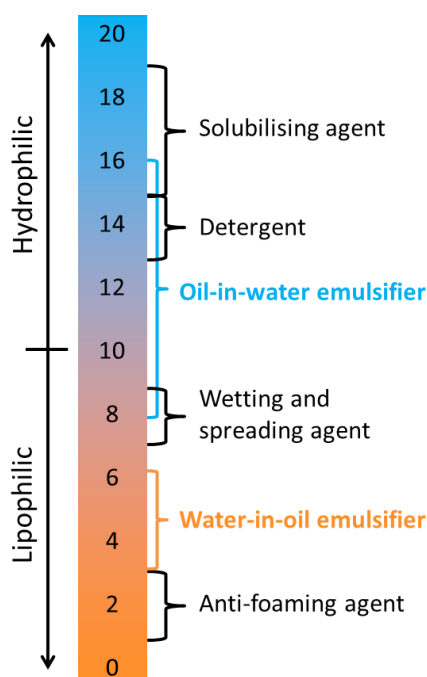 20
18
16
14
12
10
8
6
4
2
0
Hydrophilic
Lipophilic
Solubilising agent
Detergent
Oil-in-water emulsifier
Wetting and
spreading agent
Water-in-oil emulsifier
Anti-foaming agent